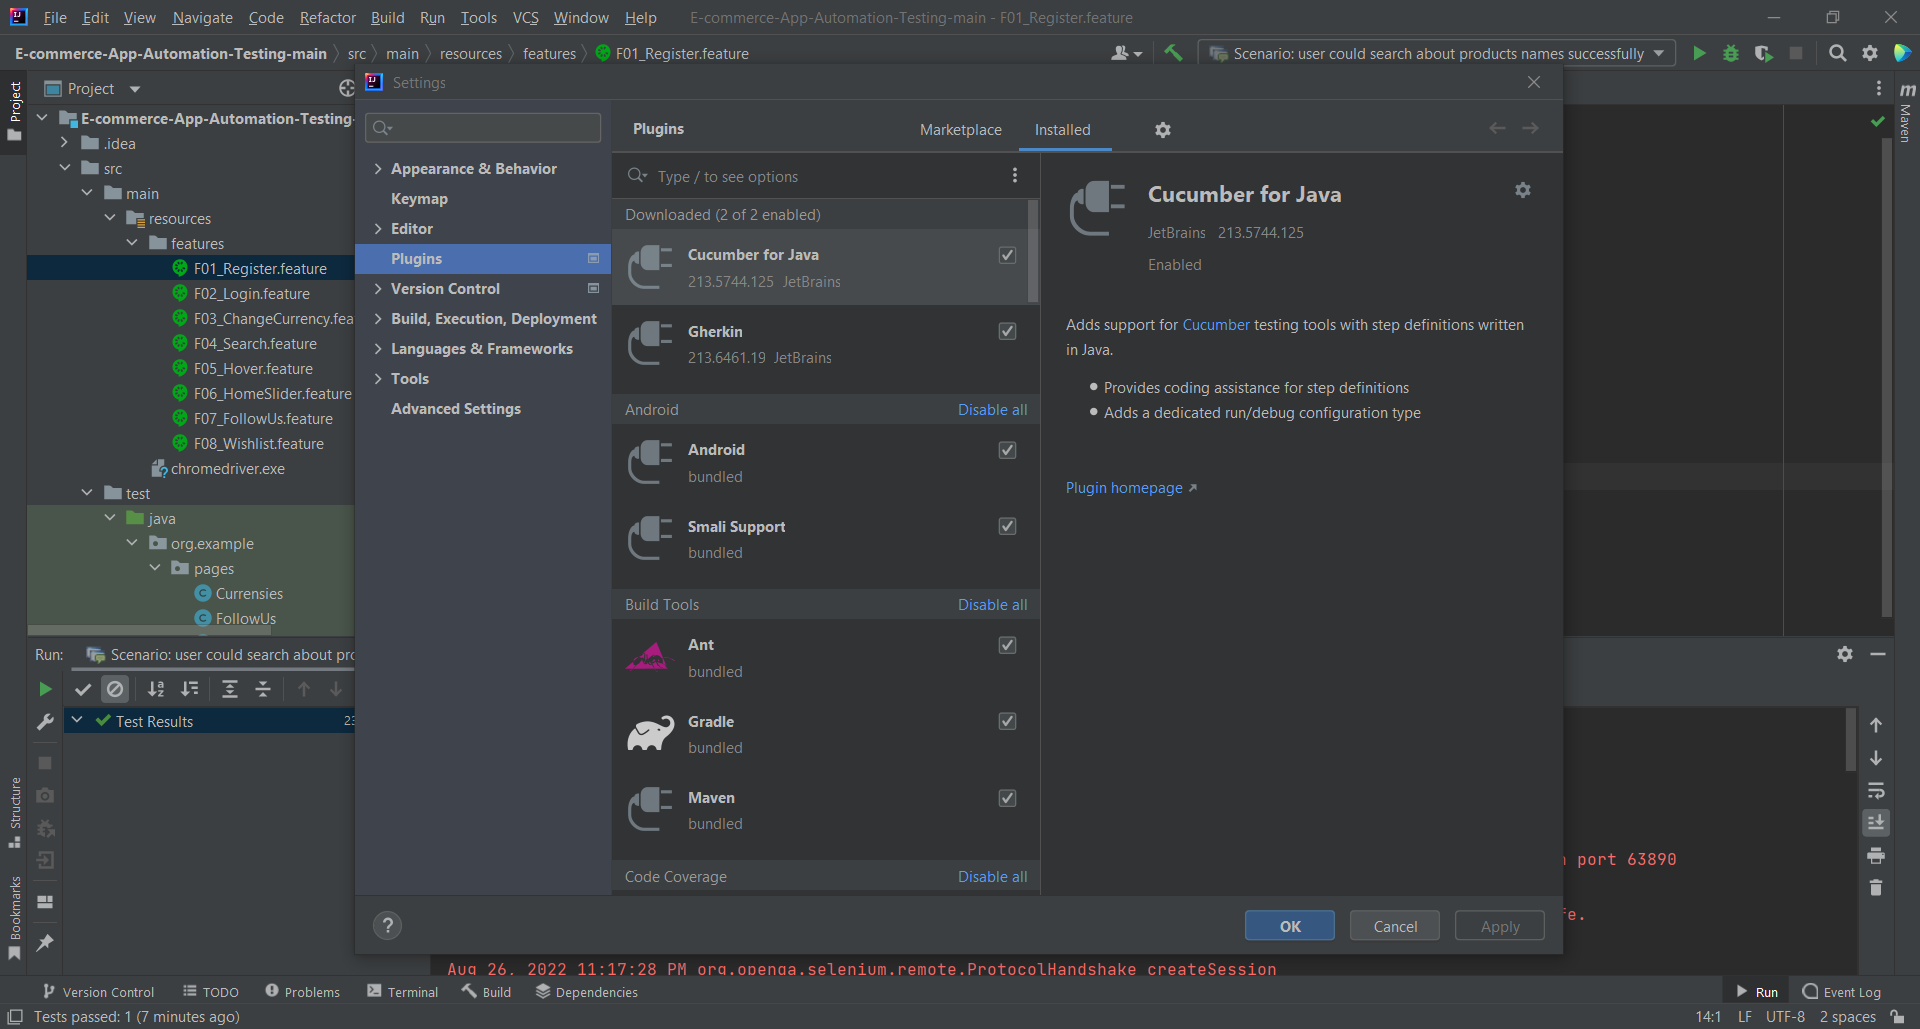 File Edit View Navigate Code Refactor Build Run Tools VCS Window Help E-commerce-App-Automation-Testing-main - F01_Register.feature
E-commerce-App-Automation-Testing-main src main resources features F01_Register.feature Scenario: user could search about products names successfully
Project
Project
Maven
Structure
Bookmarks
E-commerce-App-Automation-Testing-
.idea
src
main
resources
features
F01_Register.feature
F02_Login.feature
F03_ChangeCurrency.fea
F04_Search.feature
F05_Hover.feature
F06_HomeSlider.feature
F07_FollowUs.feature
F08_Wishlist.feature
chromedriver.exe
test
java
org.example
pages
Currensies
FollowUs
Settings
Appearance & Behavior
Keymap
Editor
Plugins
Version Control
Build, Execution, Deployment
Languages & Frameworks
Tools
Advanced Settings
Plugins Marketplace Installed
Type / to see options
Downloaded (2 of 2 enabled)
Cucumber for Java
213.5744.125 JetBrains
Gherkin
213.6461.19 JetBrains
Android Disable all
Android
bundled
Smali Support
bundled
Build Tools Disable all
Ant
bundled
Gradle
bundled
Maven
bundled
Code Coverage Disable all
Cucumber for Java
JetBrains 213.5744.125
Enabled
Adds support for Cucumber testing tools with step definitions written
in Java.
Provides coding assistance for step definitions
Adds a dedicated run/debug configuration type
Plugin homepage
? OK Cancel Apply
Run: Scenario: user could search about pro
Test Results 23
port 63890
fe.
Aug 26, 2022 11:17:28 PM org.openqa.selenium.remote.ProtocolHandshake createSession
Version Control TODO Problems Terminal Build Dependencies Run Event Log
Tests passed: 1 (7 minutes ago) 14:1 LF UTF-8 2 spaces